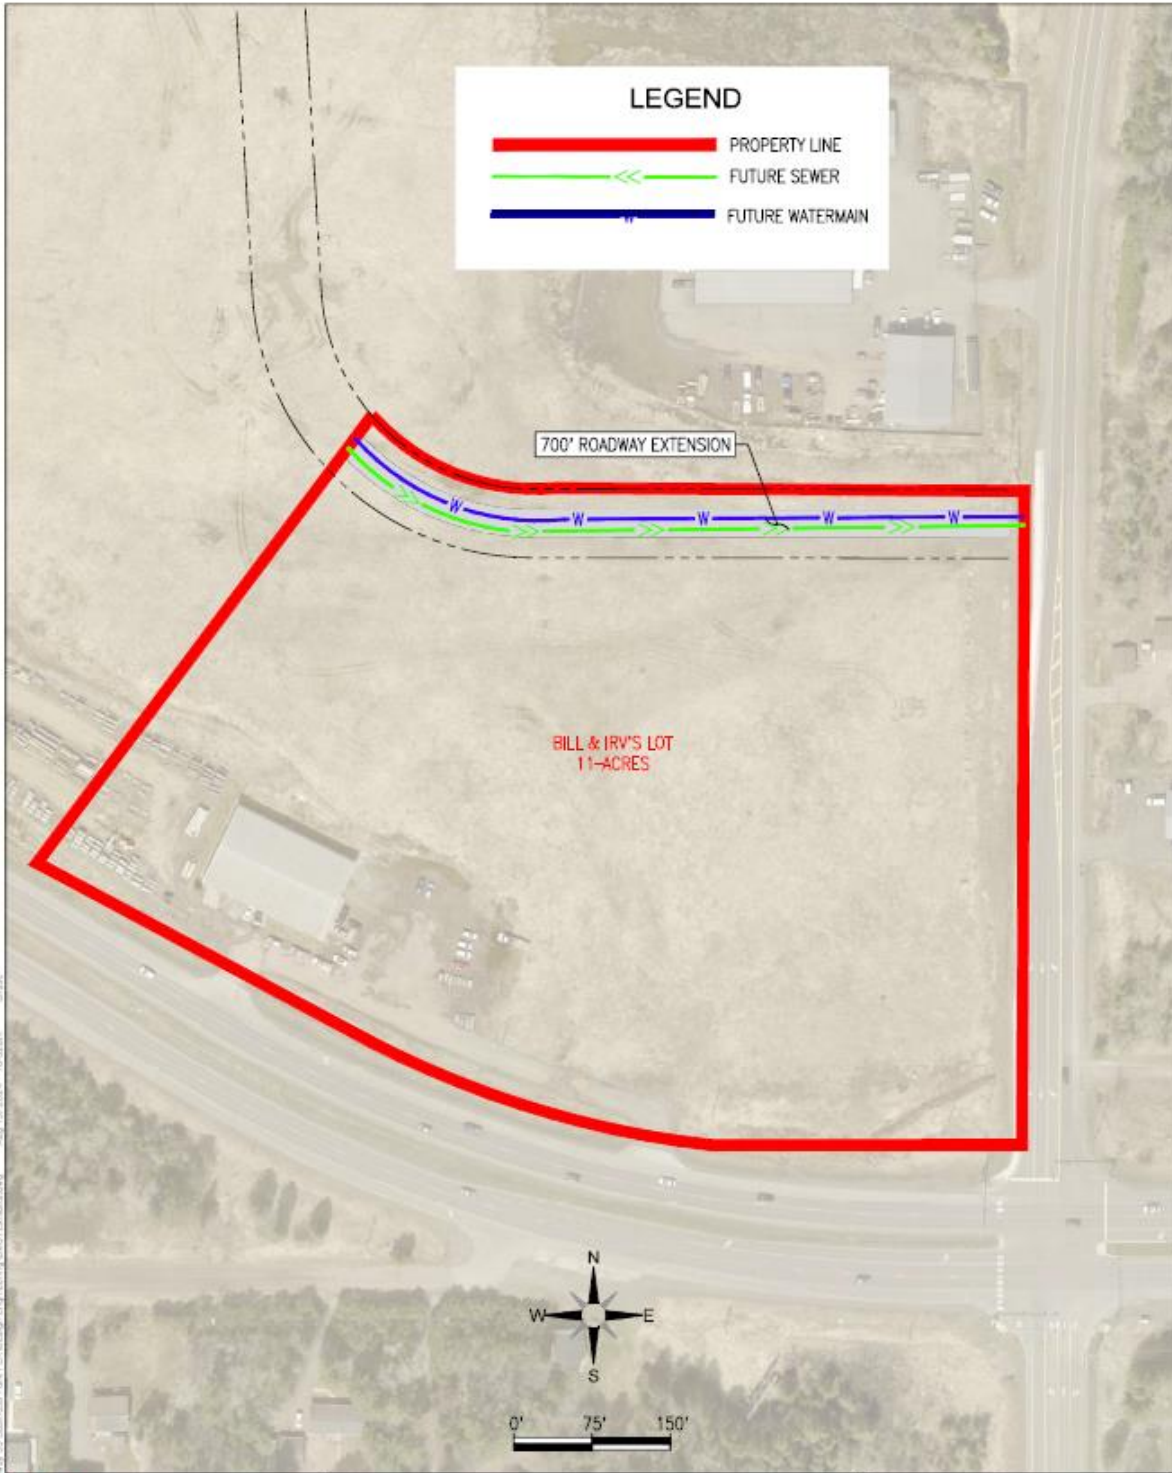 LEGEND
PROPERTY LINE
FUTURE SEWER
W
FUTURE WATERMAIN
700' ROADWAY EXTENSION
W
W
W
W
W
BILL & IRV'S LOT
11-ACRES
N
W
E
S
0'
75'
150'